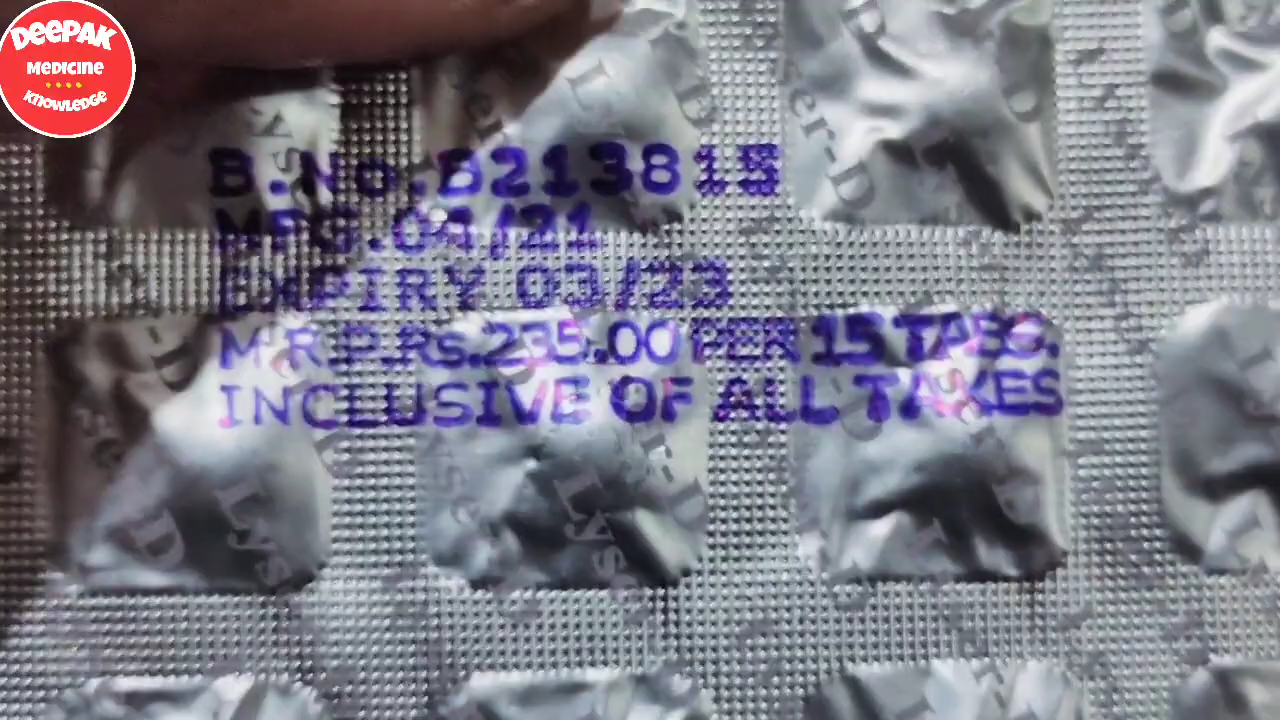 DEEPAK
MEDICINE
KNOWLEDGE
B.No.B213815
MFG.04/21
EXPIRY 03/23
M.R.P.Rs.235.00 PER 15 TABS.
INCLUSIVE OF ALL TAXES